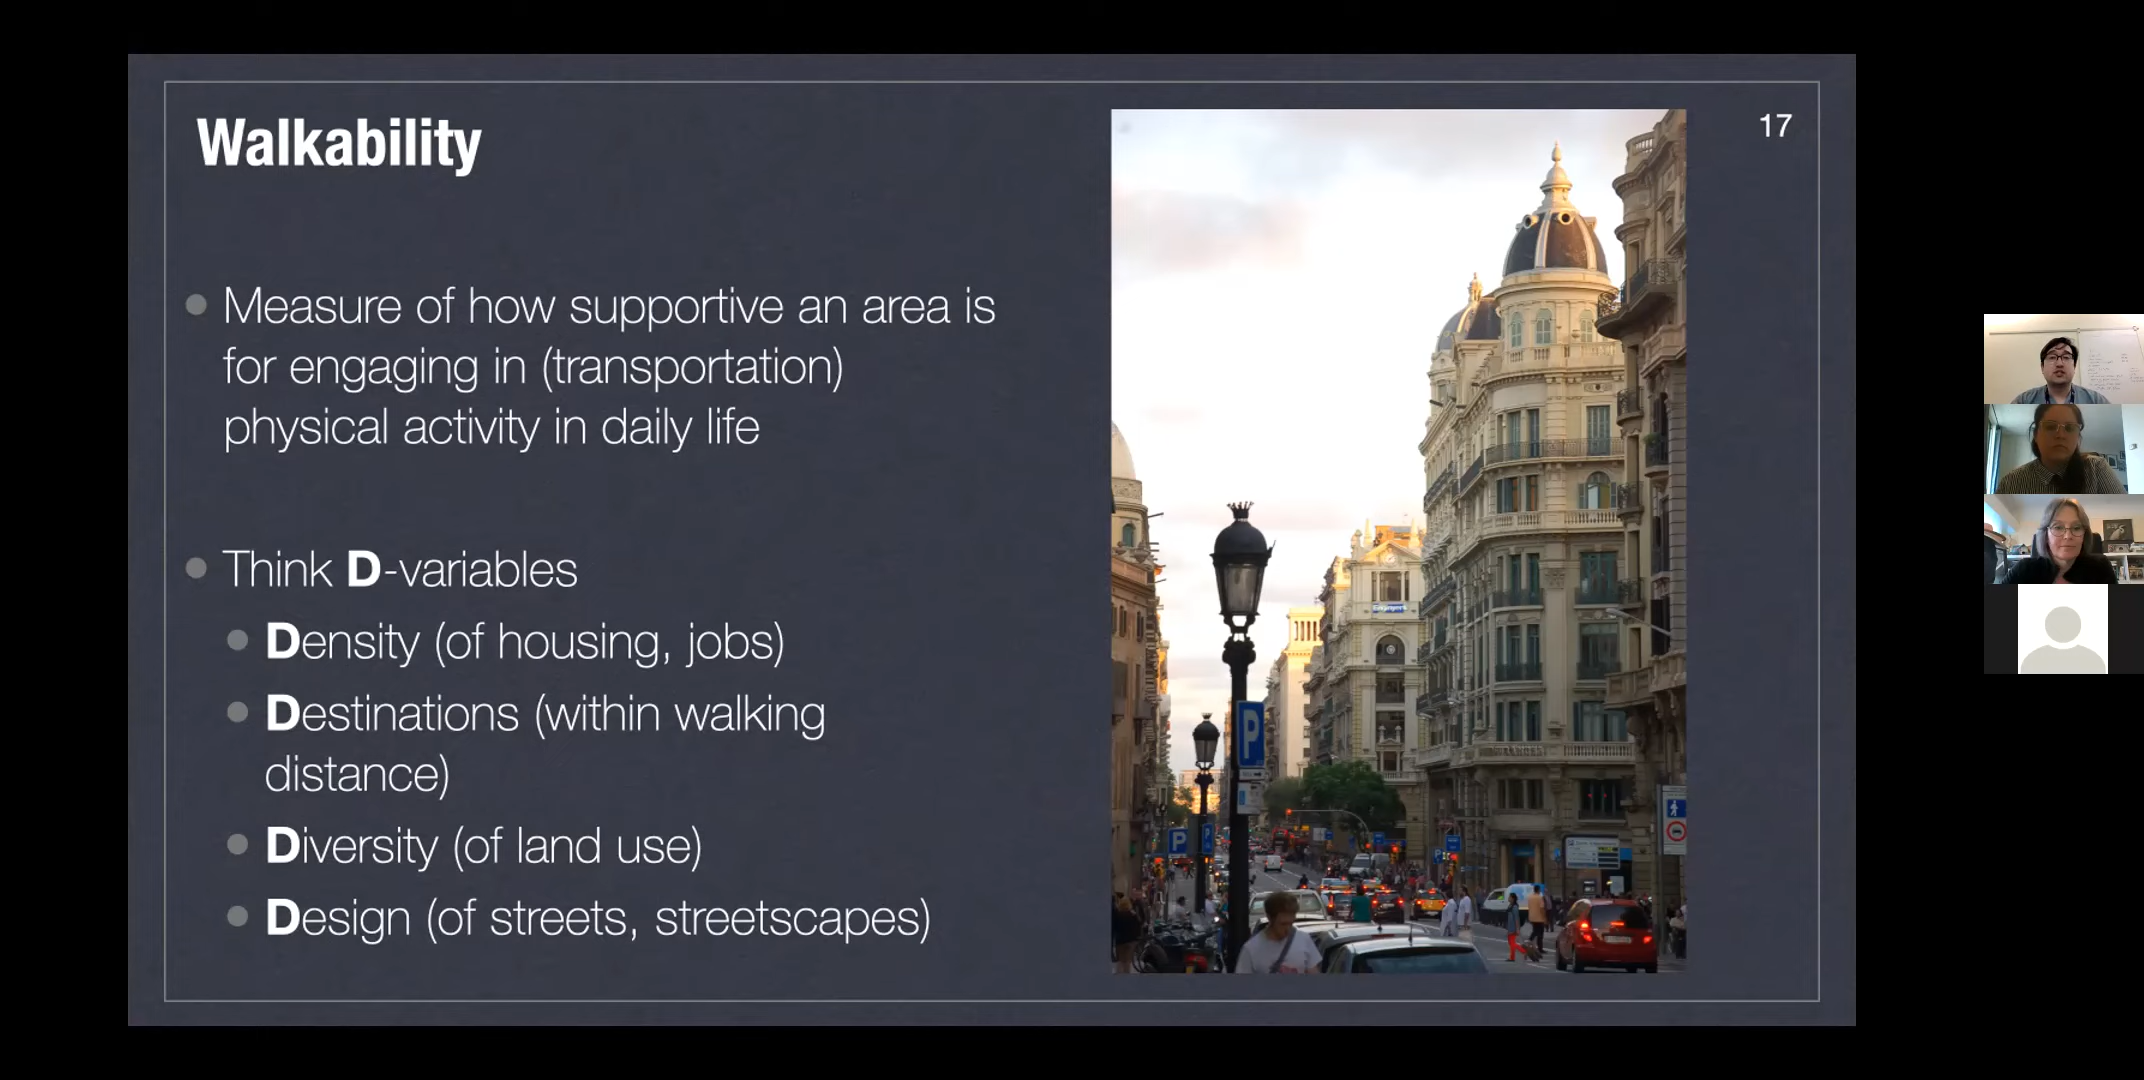 Walkability
17
Measure of how supportive an area is
for engaging in (transportation)
physical activity in daily life
Think D-variables
Density (of housing, jobs)
Destinations (within walking
distance)
Diversity (of land use)
Design (of streets, streetscapes)
P
P
P